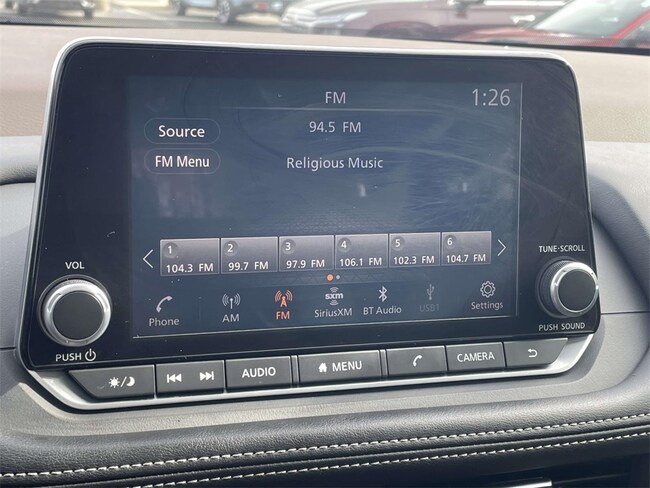 FM
1:26
Source
94.5 FM
FM Menu
Religious Music
1 2 3 4 5 6
104.3 FM 99.7 FM 97.9 FM 106.1 FM 102.3 FM 104.7 FM
Phone AM FM SiriusXM BT Audio USB1 Settings
sxm
VOL
PUSH
TUNE·SCROLL
PUSH SOUND
AUDIO MENU CAMERA